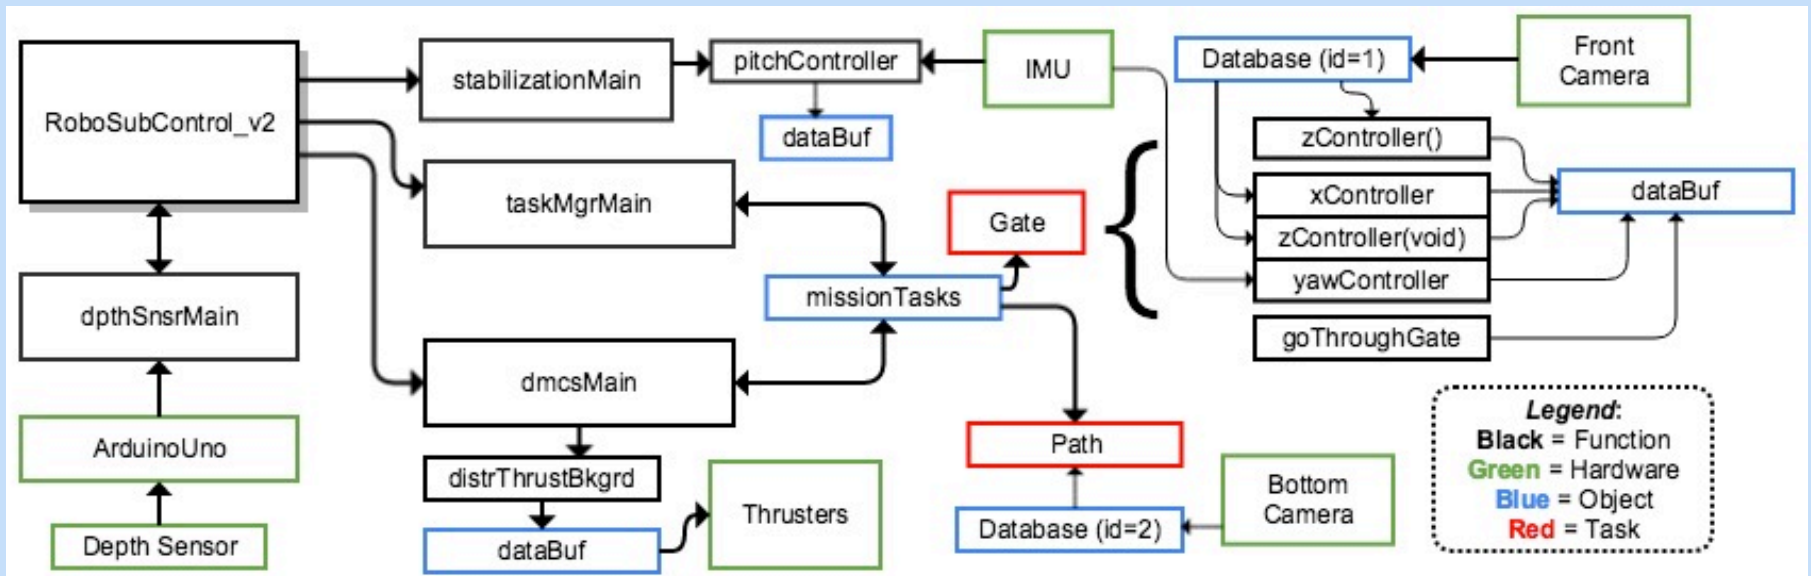 RoboSubControl_v2
stabilizationMain
pitchController
IMU
Database (id=1)
Front
Camera
dataBuf
zController()
taskMgrMain
Gate
xController
dataBuf
zController(void)
missionTasks
yawController
dpthSnsrMain
goThroughGate
dmcsMain
ArduinoUno
Path
distrThrustBkgrd
Thrusters
Bottom
Camera
Depth Sensor
dataBuf
Database (id=2)
Legend:
Black = Function
Green = Hardware
Blue = Object
Red = Task